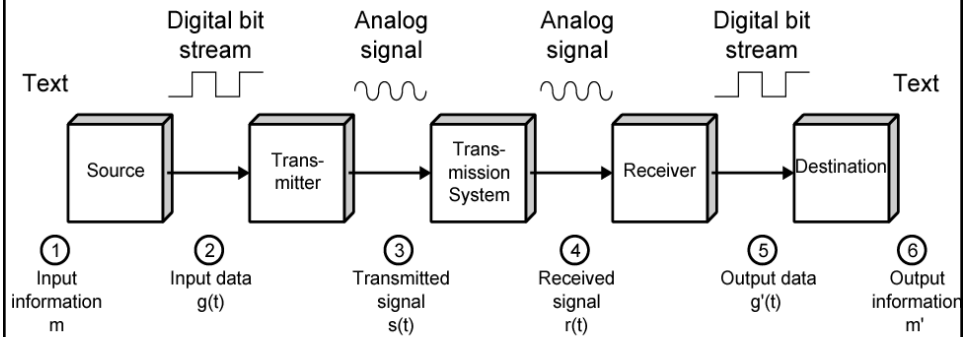 Digital bit
stream
Analog
signal
Analog
signal
Digital bit
stream
Text
Text
Source
Trans-
mitter
Trans-
mission
System
Receiver
Destination
1
Input
information
m
2
Input data
g(t)
3
Transmitted
signal
s(t)
4
Received
signal
r(t)
5
Output data
g'(t)
6
Output
information
m'